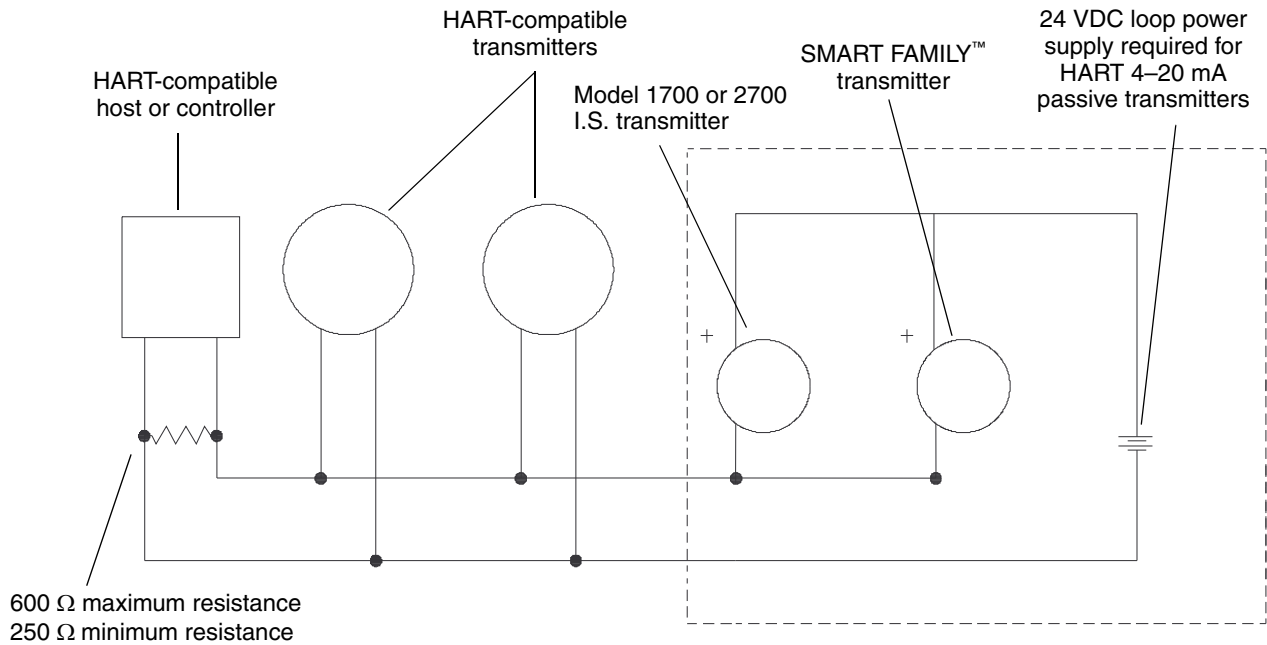 HART-compatible
transmitters
24 VDC loop power
supply required for
HART 4–20 mA
passive transmitters
SMART FAMILY™
transmitter
HART-compatible
host or controller
Model 1700 or 2700
I.S. transmitter
+
+
600 Ω maximum resistance
250 Ω minimum resistance